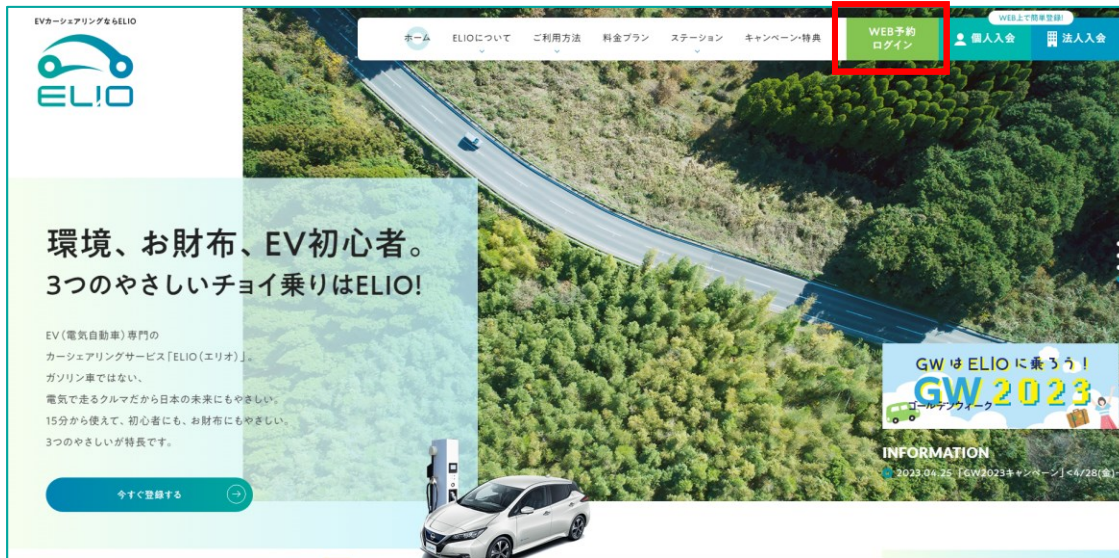 EVカーシェアリングならELIO
ELIO
ホーム
ELIOについて
ご利用方法
料金プラン
ステーション
キャンペーン・特典
WEB予約
ログイン
WEB上で簡単登録!
個人入会
法人入会
環境、お財布、EV初心者。
3つのやさしいチョイ乗りはELIO!
EV(電気自動車)専門の
カーシェアリングサービス「ELIO(エリオ)」。
ガソリン車ではない、
電気で走るクルマだから日本の未来にもやさしい。
15分から使えて、初心者にも、お財布にもやさしい。
3つのやさしいが特長です。
今すぐ登録する
GWはELIOに乗ろう!
GW2023
ゴールデンウィーク
INFORMATION
2023.04.25 「GW2023キャンペーン」<4/28(金)-